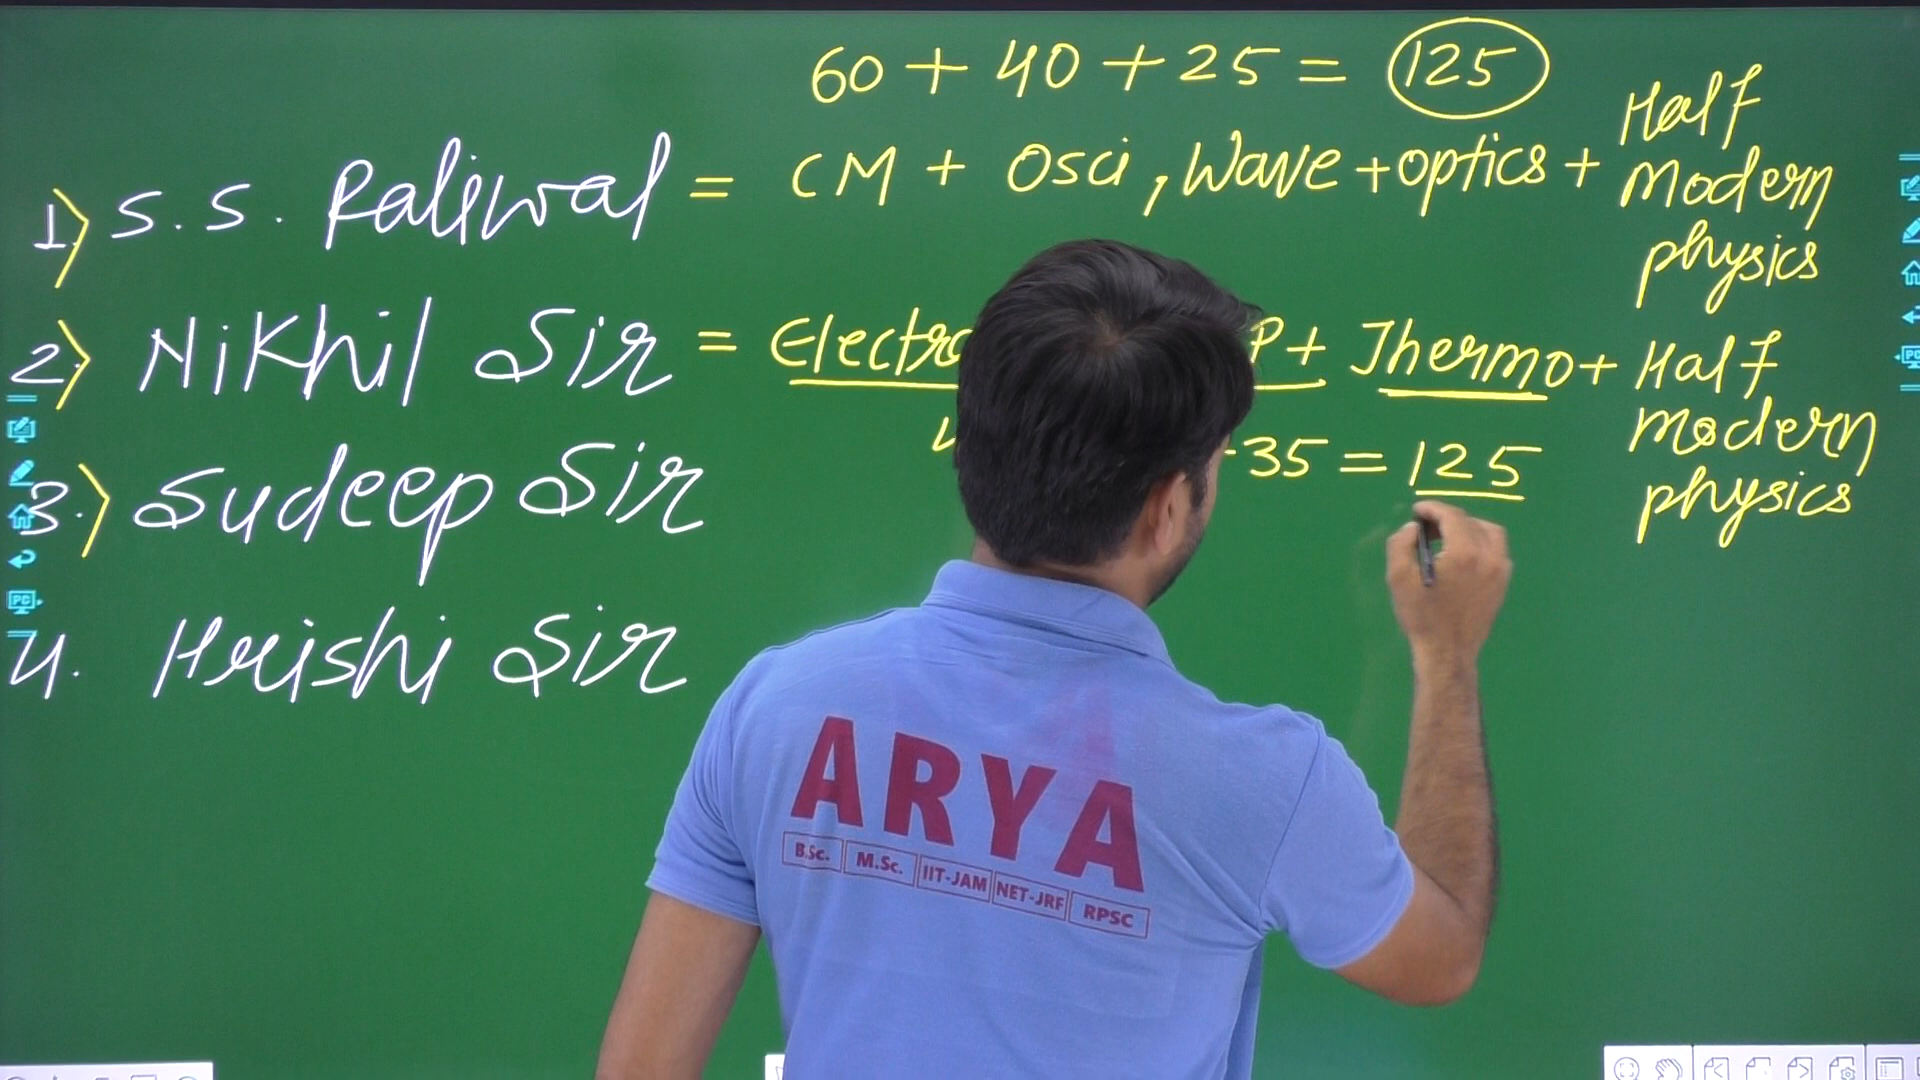 60 + 40 + 25 = 125
1.) S. S. Paliwal = CM + Osci, Wave + optics + Half Modern physics
2.) Nikhil Sir = Electro P + Thermo + Half modern physics
35 = 125
3.) Sudeep Sir
4. Hrishi Sir
ARYA
B.Sc. M.Sc. IIT-JAM NET-JRF RPSC